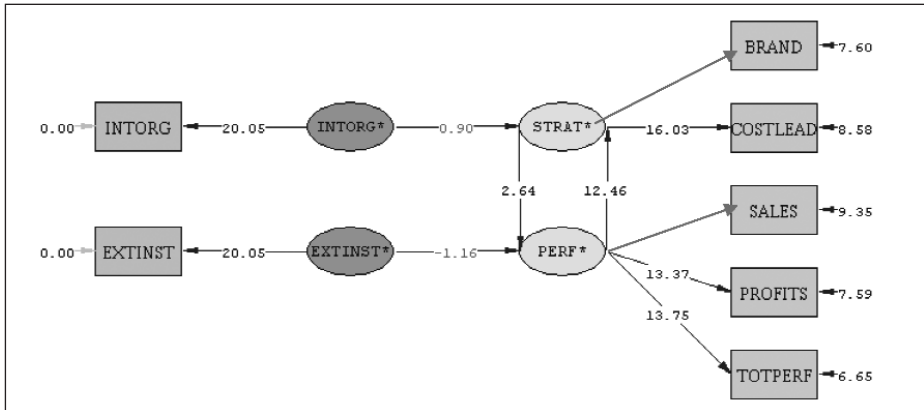 BRAND 7.60
0.00 INTORG 20.05 INTORG* 0.90 STRAT* 16.03 COSTLEAD 8.58
2.64 12.46
SALES 9.35
0.00 EXTINST 20.05 EXTINST* -1.16 PERF*
13.37 PROFITS 7.59
13.75
TOTPERF 6.65